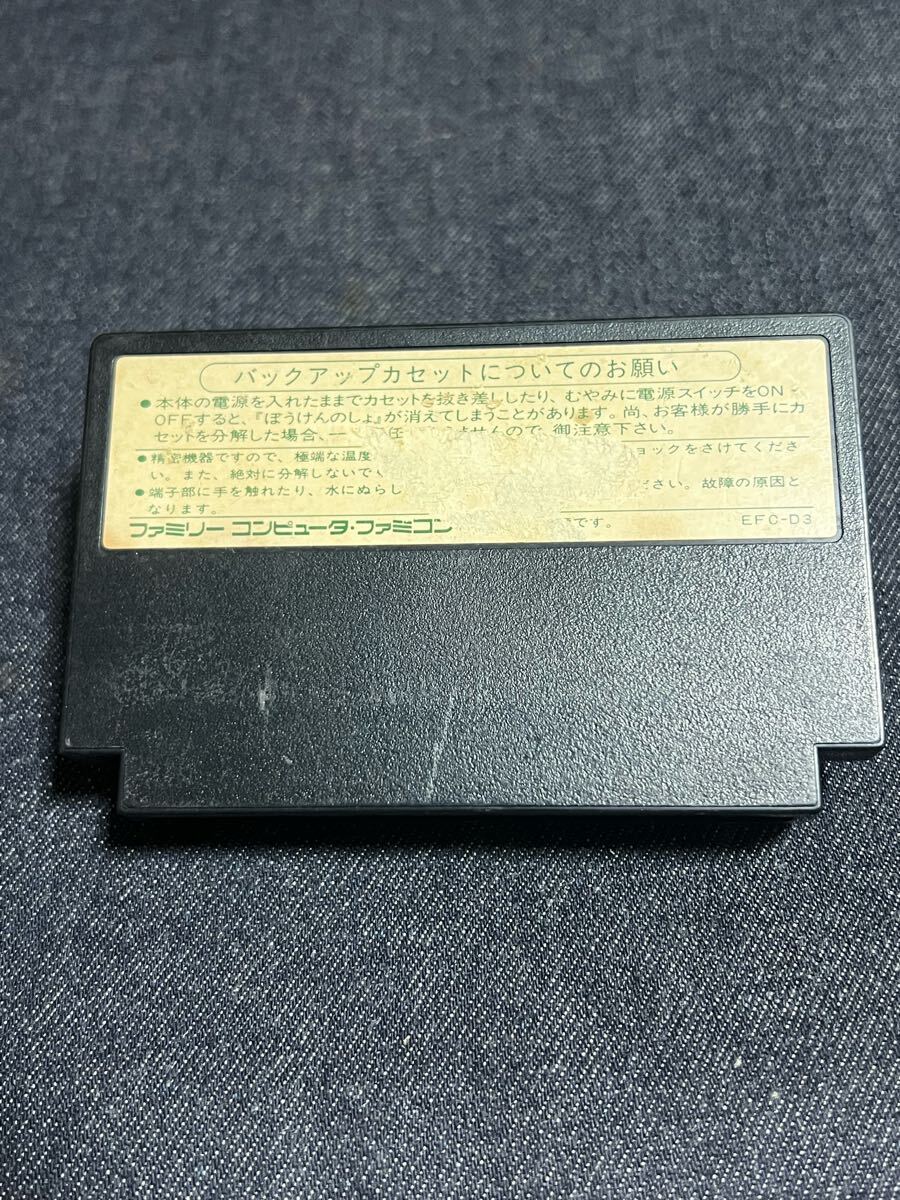 バックアップカセットについてのお願い
●本体の電源を入れたままでカセットを抜き差ししたり、むやみに電源スイッチをON
OFFすると、『ぼうけんのしょ』が消えてしまうことがあります。尚、お客様が勝手にカ
セットを分解した場合、一 任 ませんので、御注意下さい。
●精密機器ですので、極端な温度 ョックをさけてくださ
い。また、絶対に分解しないで
●端子部に手を触れたり、水にぬらし ださい。故障の原因と
なります。
ファミリーコンピュータ・ファミコン です。 EFC-D3